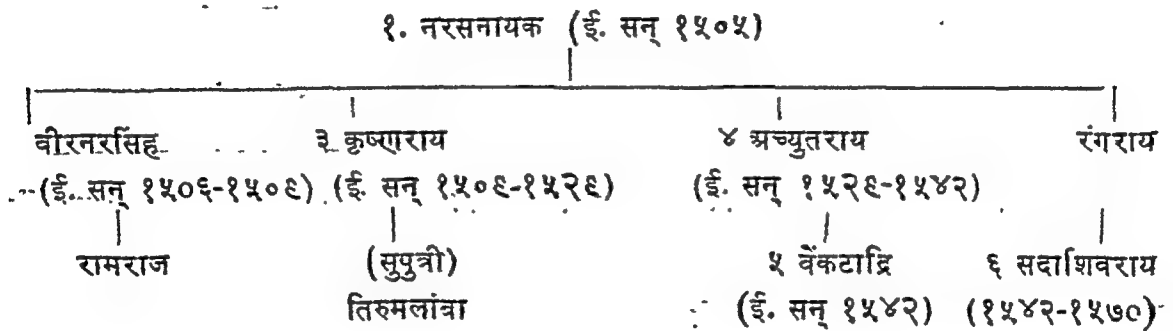 १. नरसनायक (ई. सन् १५०५)
वीरनरसिंह ३ कृष्णराय ४ अच्युतराय रंगराय
(ई. सन् १५०६-१५०९) (ई. सन् १५०९-१५२९) (ई. सन् १५२९-१५४२)
रामराज (सुपुत्री) ५ वेंकटाद्रि ६ सदाशिवराय
तिरुमलांबा (ई. सन् १५४२) (१५४२-१५७०)